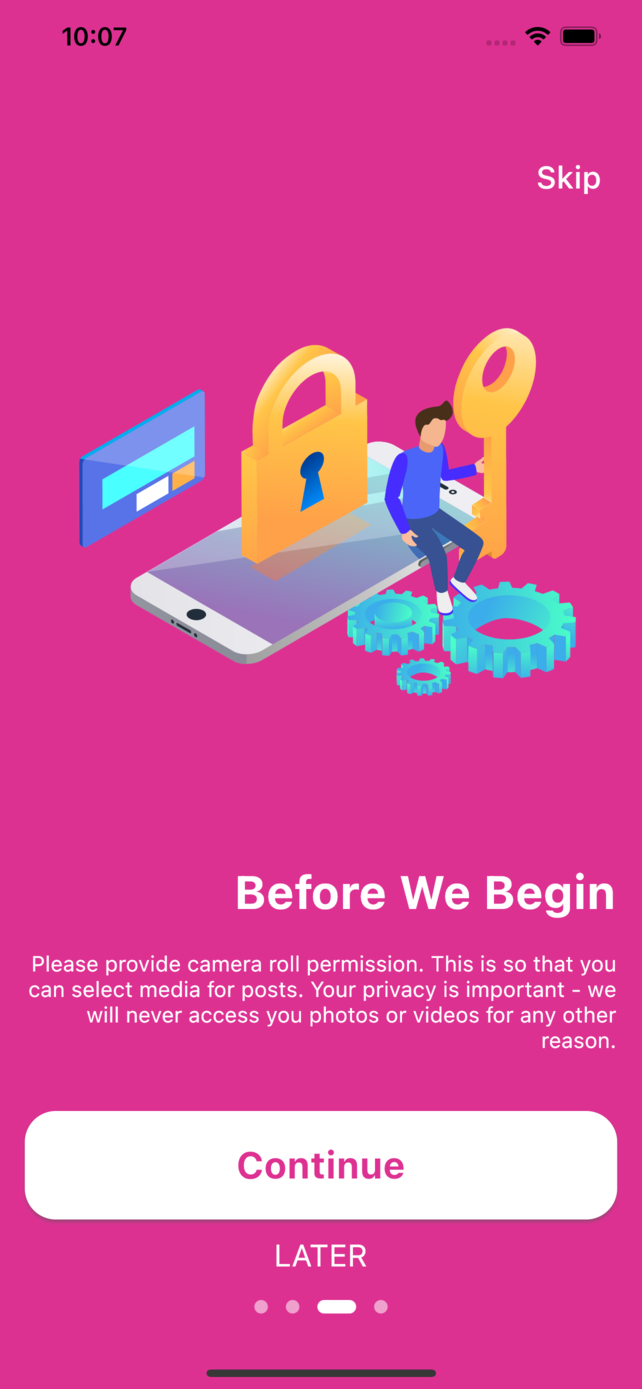 10:07
Skip
Before We Begin
Please provide camera roll permission. This is so that you
can select media for posts. Your privacy is important - we
will never access you photos or videos for any other
reason.
Continue
LATER